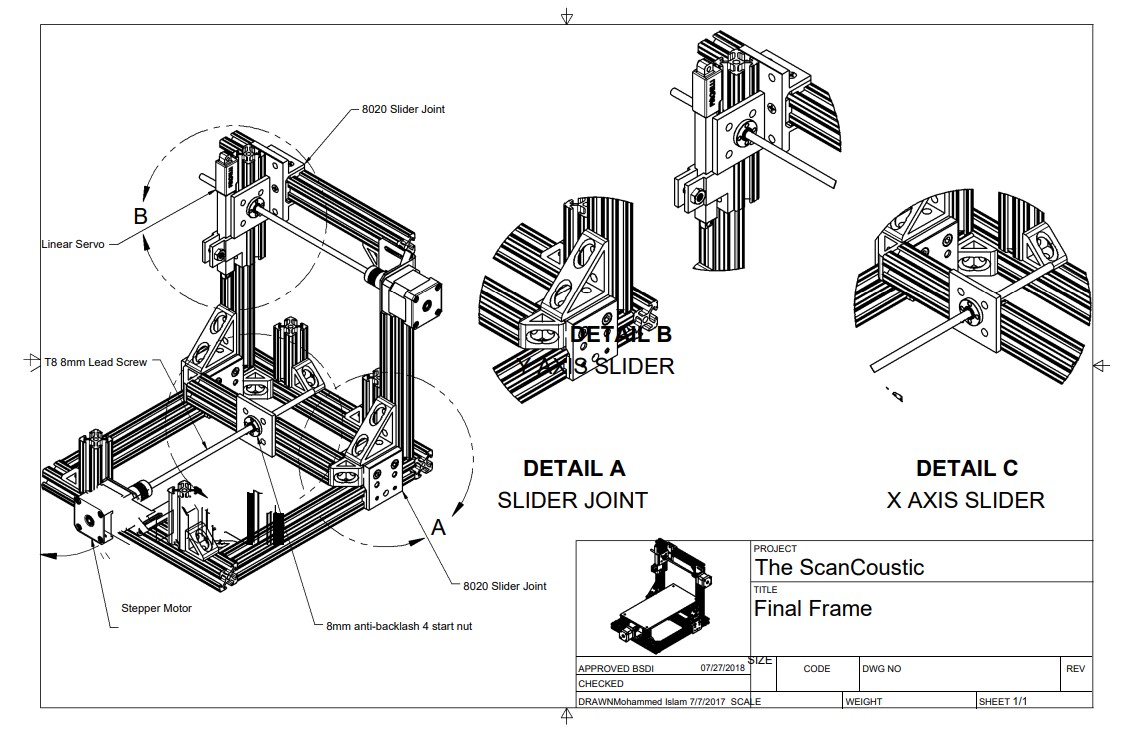 8020 Slider Joint
B
Linear Servo
T8 8mm Lead Screw
A
8020 Slider Joint
Stepper Motor
8mm anti-backlash 4 start nut
DETAIL B
Y AXIS SLIDER
DETAIL A
SLIDER JOINT
DETAIL C
X AXIS SLIDER
PROJECT
The ScanCoustic
TITLE
Final Frame
APPROVED BSDI 07/27/2018 SIZE CODE DWG NO REV
CHECKED
DRAWNMohammed Islam 7/7/2017 SCALE WEIGHT SHEET 1/1